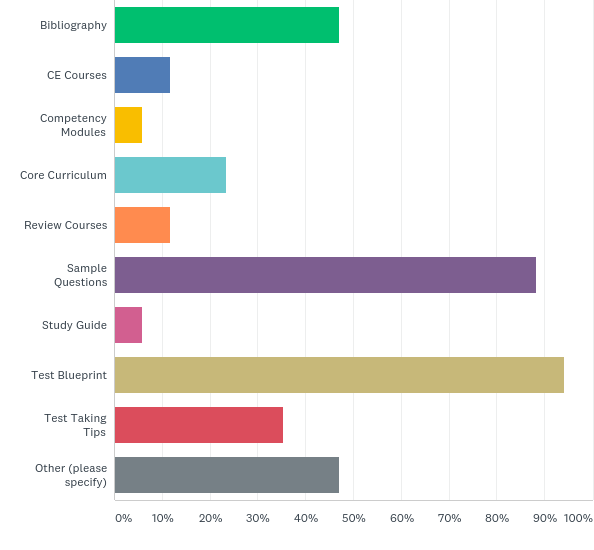 Bibliography
CE Courses
Competency
Modules
Core Curriculum
Review Courses
Sample
Questions
Study Guide
Test Blueprint
Test Taking
Tips
Other (please
specify)
0% 10% 20% 30% 40% 50% 60% 70% 80% 90% 100%